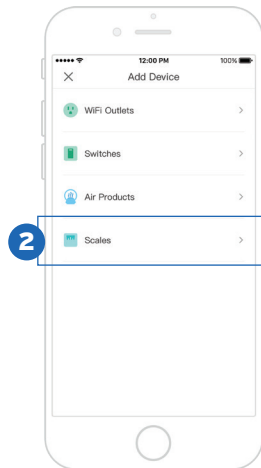 12:00 PM
100%
Add Device
WiFi Outlets
Switches
Air Products
2
Scales